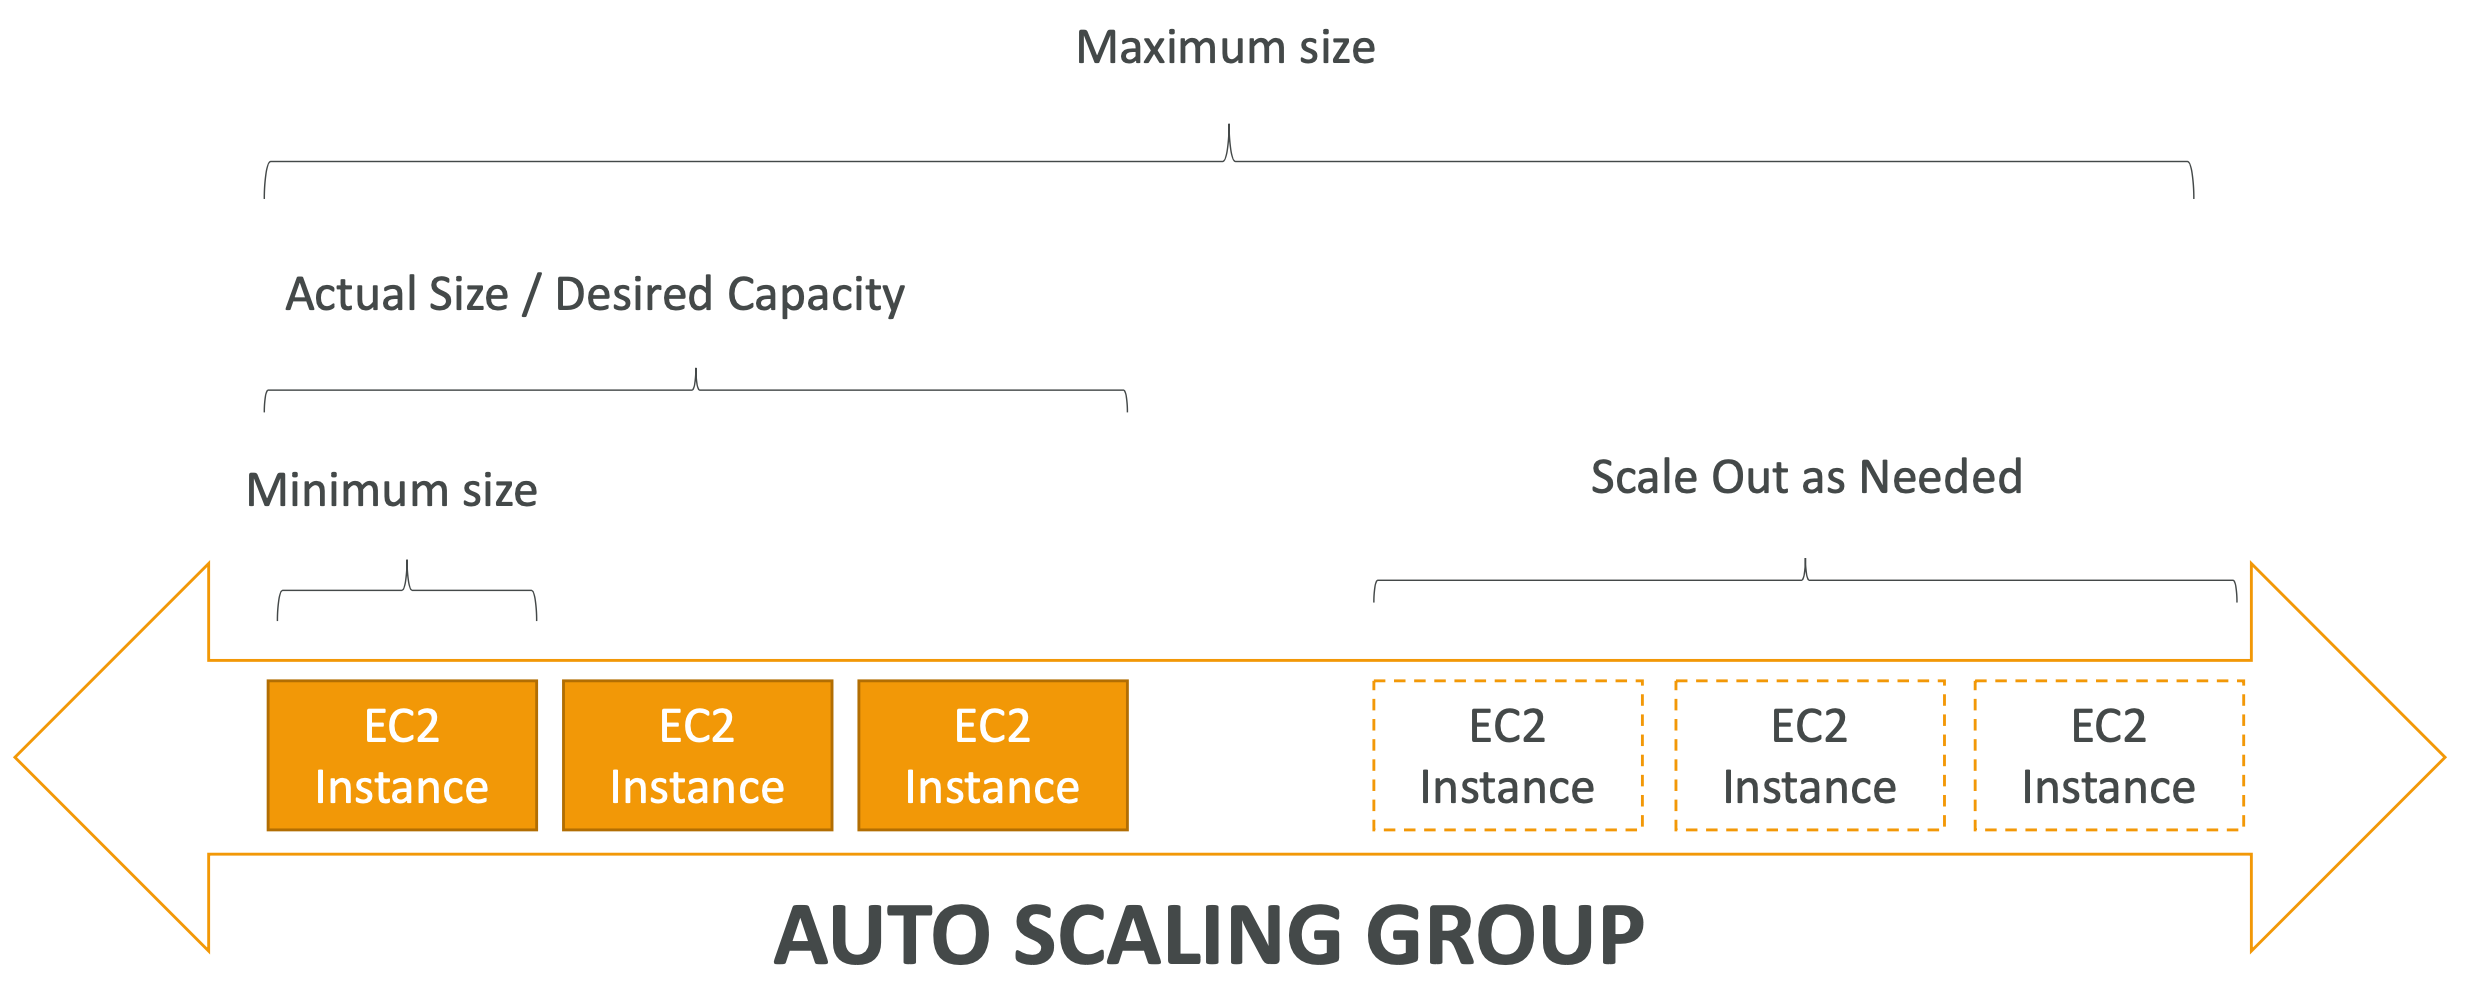 Maximum size
Actual Size / Desired Capacity
Minimum size
Scale Out as Needed
EC2
Instance
EC2
Instance
EC2
Instance
EC2
Instance
EC2
Instance
EC2
Instance
AUTO SCALING GROUP